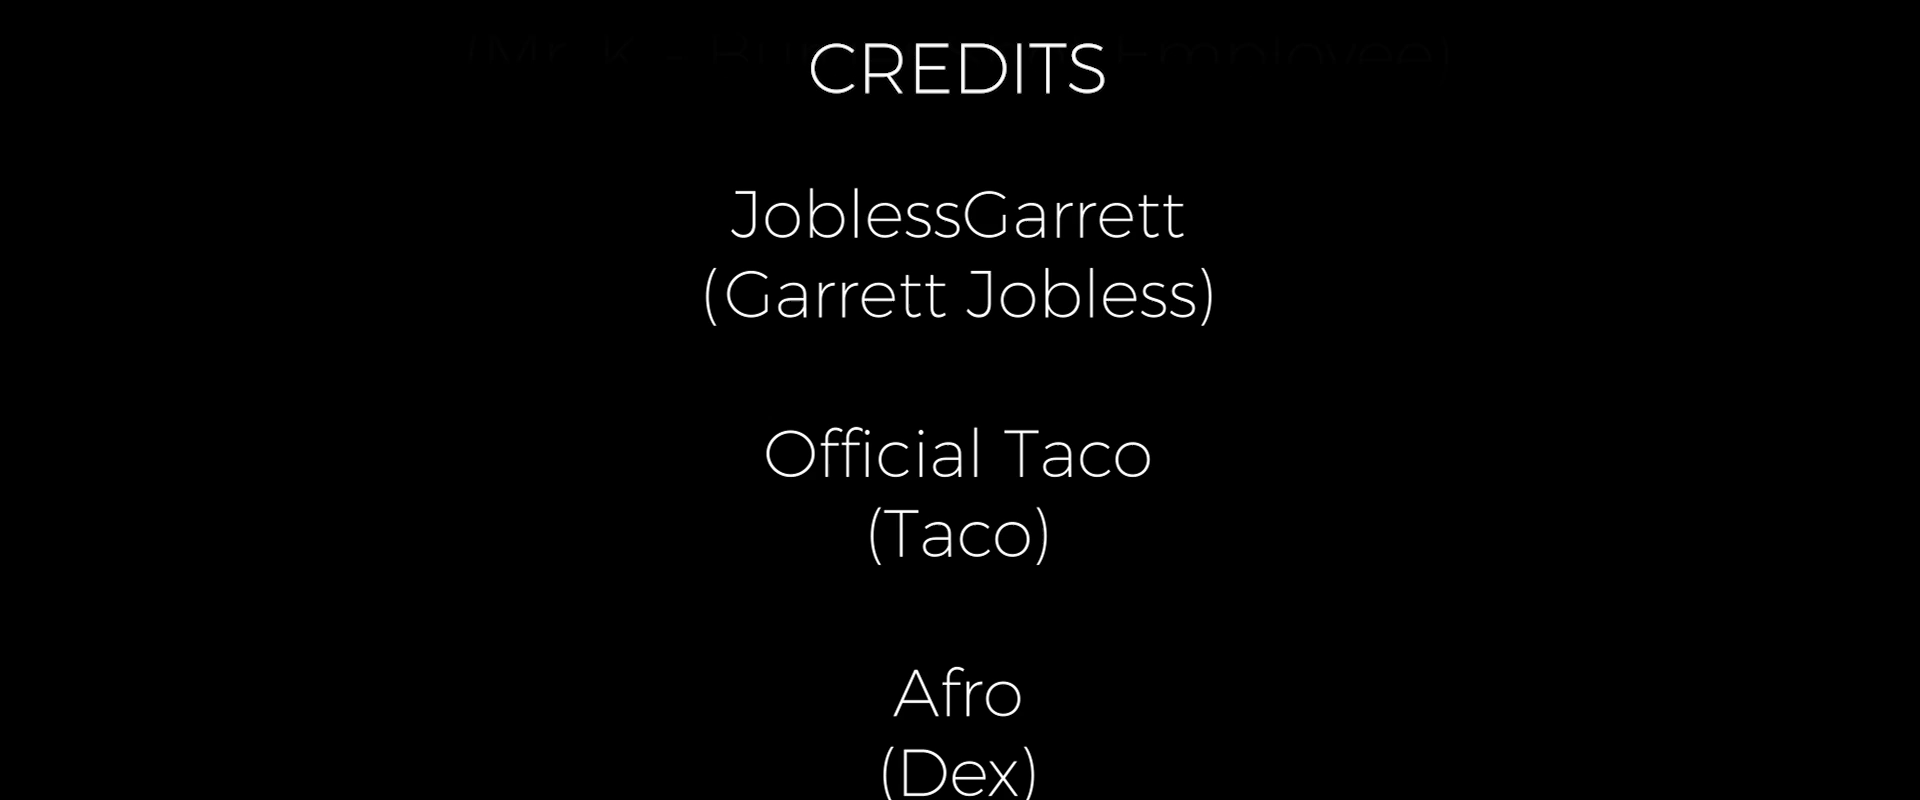 CREDITS
JoblessGarrett
(Garrett Jobless)
Official Taco
(Taco)
Afro
(Dex)